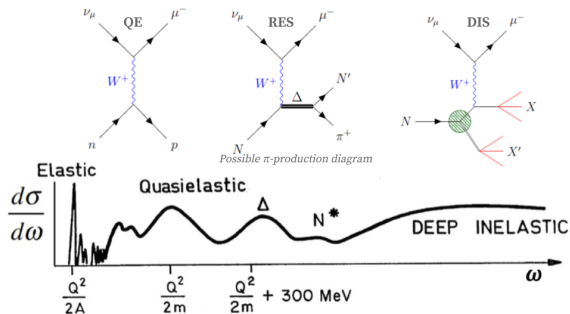 ν_μ μ⁻ QE W⁺ n p
ν_μ μ⁻ RES W⁺ Δ N′ N π⁺
ν_μ μ⁻ DIS W⁺ N X X′
Possible π-production diagram
Elastic
Quasielastic
Δ
N*
DEEP INELASTIC
dσ
dω
ω
Q²
2A
Q²
2m
Q²
2m + 300 MeV